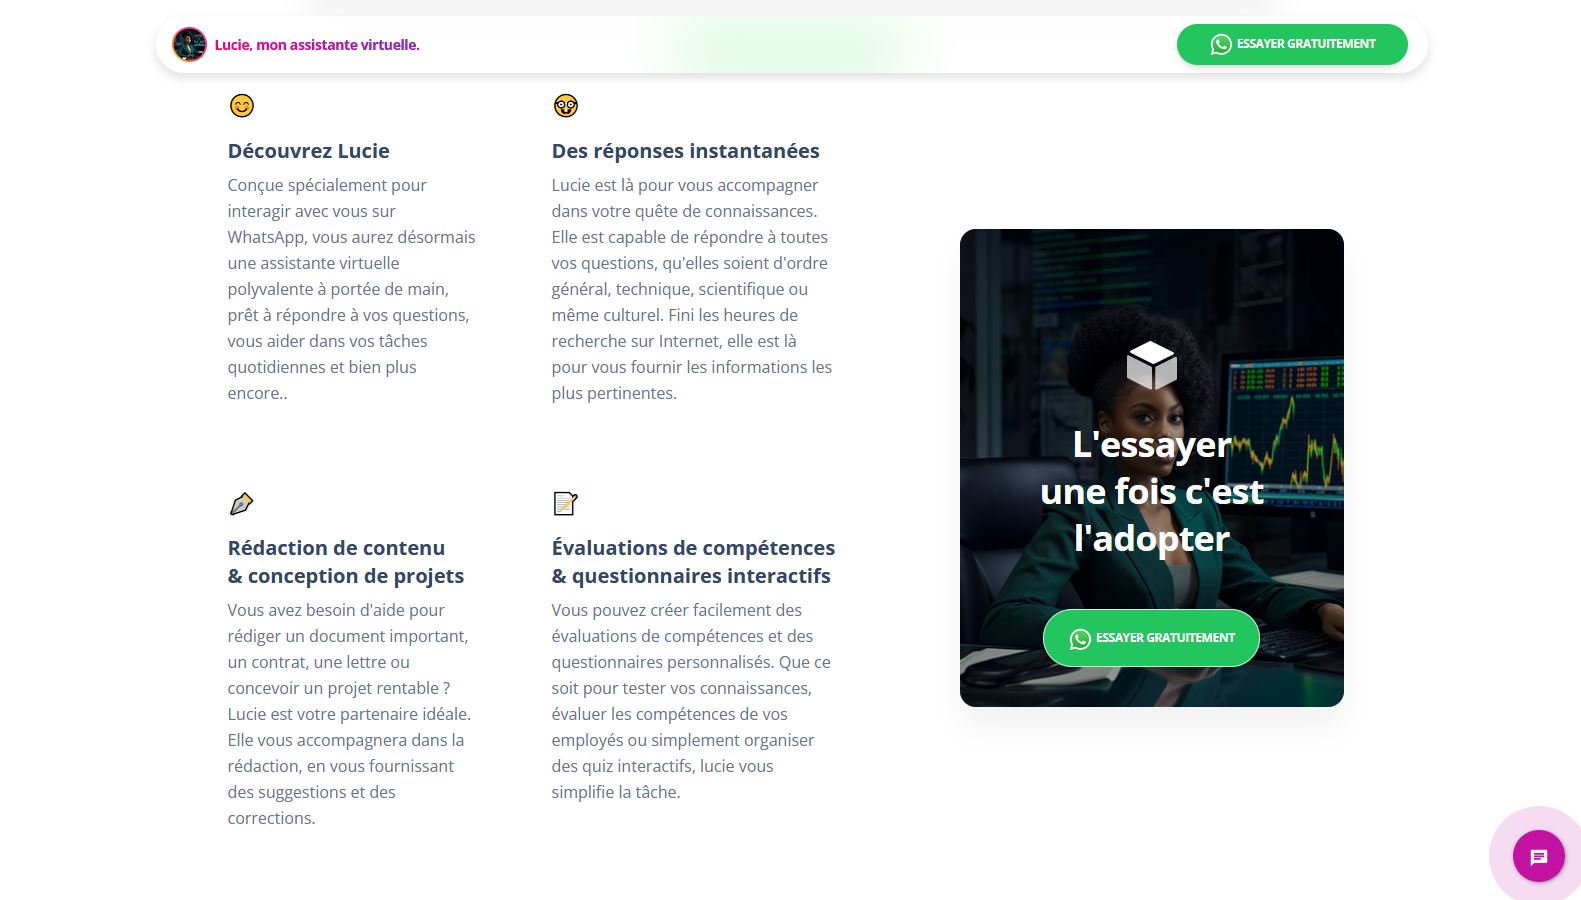 Lucie, mon assistante virtuelle.
ESSAYER GRATUITEMENT
Découvrez Lucie
Conçue spécialement pour
interagir avec vous sur
WhatsApp, vous aurez désormais
une assistante virtuelle
polyvalente à portée de main,
prêt à répondre à vos questions,
vous aider dans vos tâches
quotidiennes et bien plus
encore..
Des réponses instantanées
Lucie est là pour vous accompagner
dans votre quête de connaissances.
Elle est capable de répondre à toutes
vos questions, qu'elles soient d'ordre
général, technique, scientifique ou
même culturel. Fini les heures de
recherche sur Internet, elle est là
pour vous fournir les informations les
plus pertinentes.
Rédaction de contenu
& conception de projets
Vous avez besoin d'aide pour
rédiger un document important,
un contrat, une lettre ou
concevoir un projet rentable ?
Lucie est votre partenaire idéale.
Elle vous accompagnera dans la
rédaction, en vous fournissant
des suggestions et des
corrections.
Évaluations de compétences
& questionnaires interactifs
Vous pouvez créer facilement des
évaluations de compétences et des
questionnaires personnalisés. Que ce
soit pour tester vos connaissances,
évaluer les compétences de vos
employés ou simplement organiser
des quiz interactifs, lucie vous
simplifie la tâche.
L'essayer
une fois c'est
l'adopter
ESSAYER GRATUITEMENT